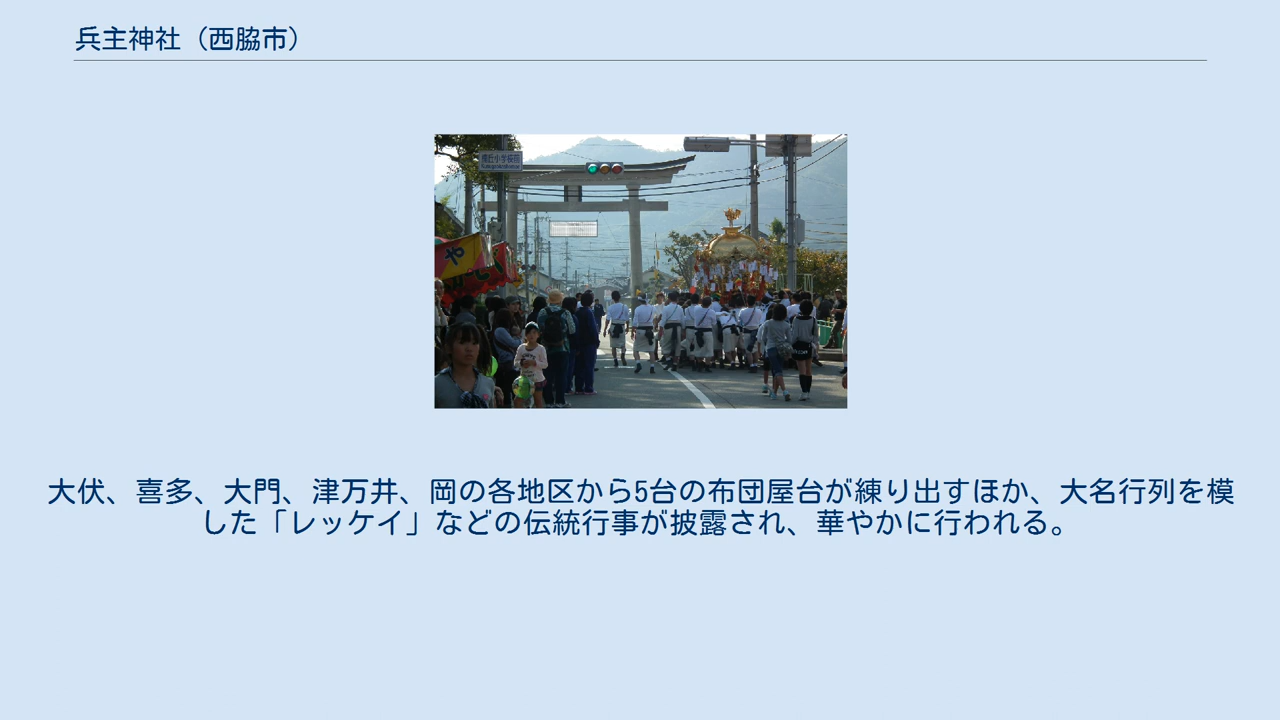 兵主神社（西脇市）
や
大伏、喜多、大門、津万井、岡の各地区から5台の布団屋台が練り出すほか、大名行列を模
した「レッケイ」などの伝統行事が披露され、華やかに行われる。